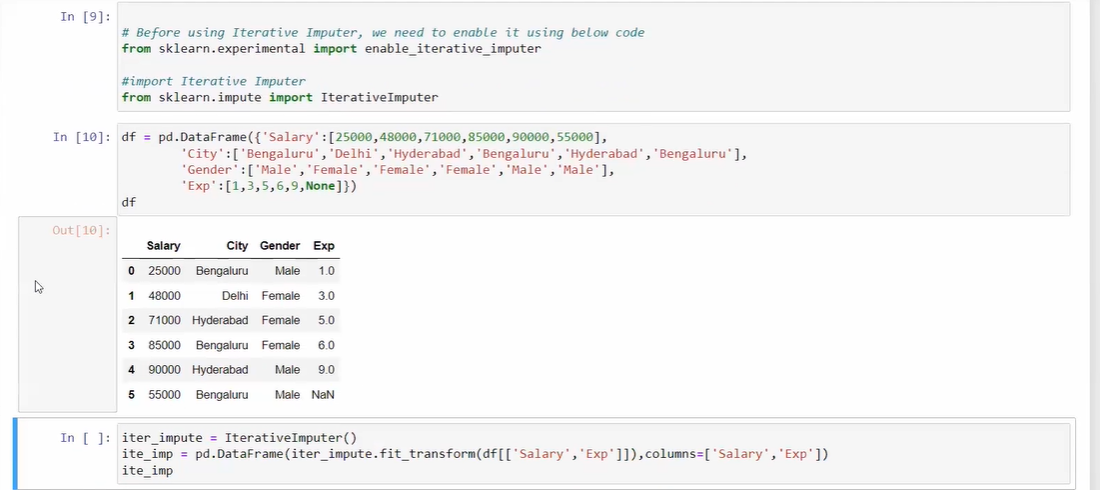 In [9]:
# Before using Iterative Imputer, we need to enable it using below code
from sklearn.experimental import enable_iterative_imputer
#import Iterative Imputer
from sklearn.impute import IterativeImputer
In [10]:
df = pd.DataFrame({'Salary':[25000,48000,71000,85000,90000,55000],
'City':['Bengaluru','Delhi','Hyderabad','Bengaluru','Hyderabad','Bengaluru'],
'Gender':['Male','Female','Female','Female','Male','Male'],
'Exp':[1,3,5,6,9,None]})
df
Out[10]:
Salary City Gender Exp
0 25000 Bengaluru Male 1.0
1 48000 Delhi Female 3.0
2 71000 Hyderabad Female 5.0
3 85000 Bengaluru Female 6.0
4 90000 Hyderabad Male 9.0
5 55000 Bengaluru Male NaN
In [ ]:
iter_impute = IterativeImputer()
ite_imp = pd.DataFrame(iter_impute.fit_transform(df[['Salary','Exp']]),columns=['Salary','Exp'])
ite_imp